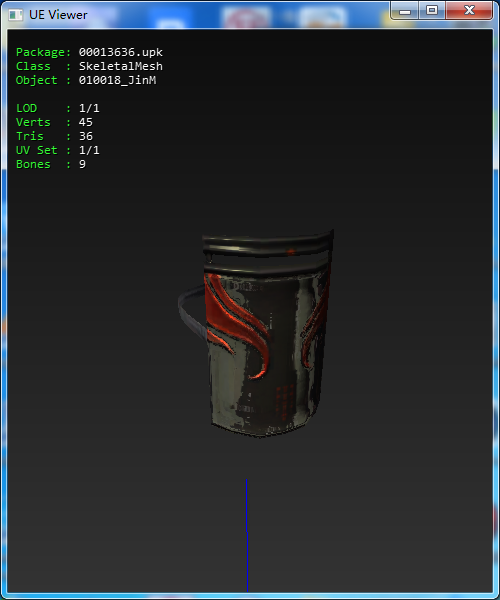 UE Viewer
Package: 00013636.upk
Class : SkeletalMesh
Object : 010018_JinM
LOD : 1/1
Verts : 45
Tris : 36
UV Set : 1/1
Bones : 9